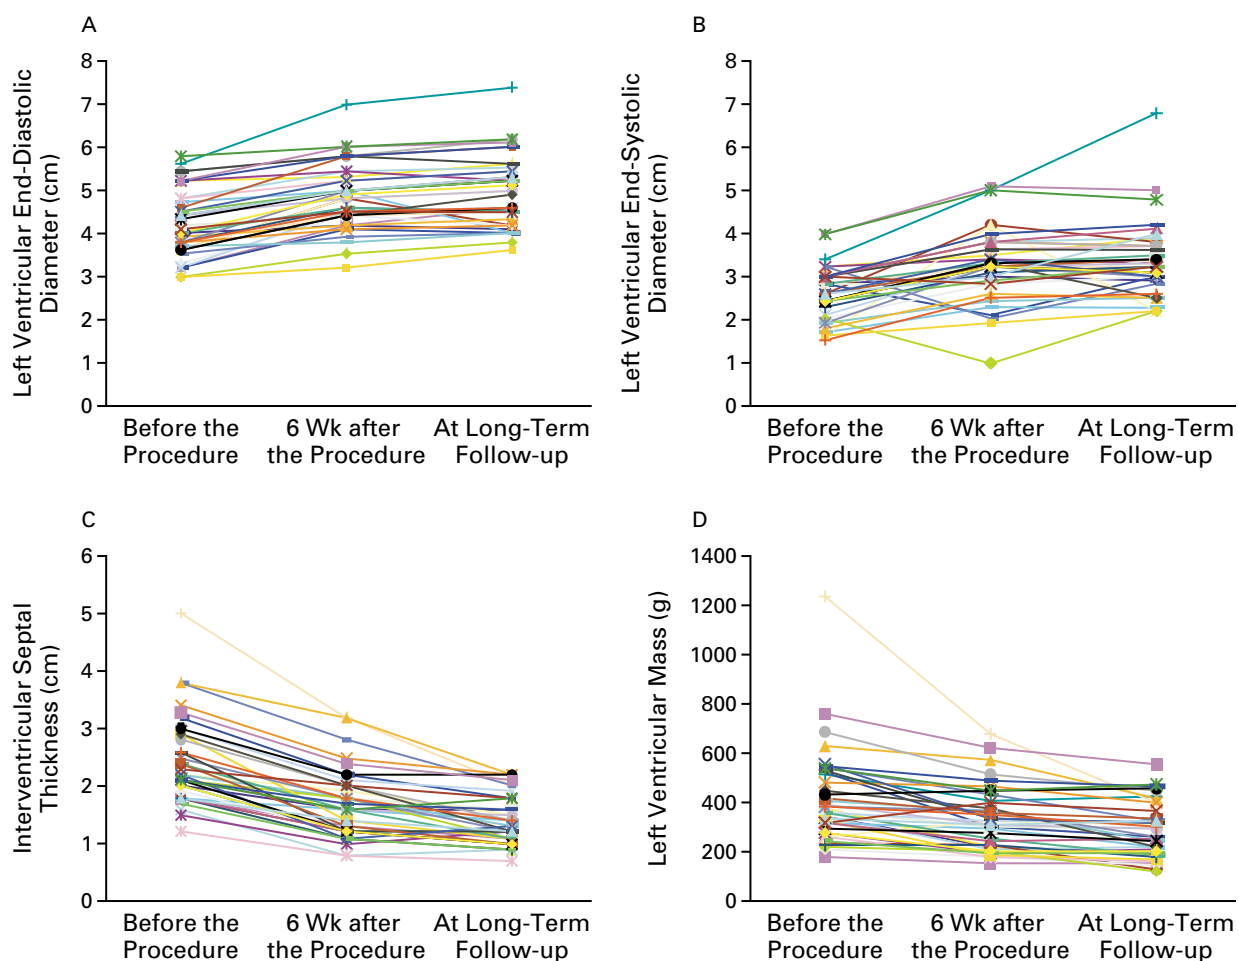 A
Left Ventricular End-Diastolic
Diameter (cm)
8
7
6
5
4
3
2
1
0
Before the
Procedure
6 Wk after
the Procedure
At Long-Term
Follow-up
B
Left Ventricular End-Systolic
Diameter (cm)
8
7
6
5
4
3
2
1
0
Before the
Procedure
6 Wk after
the Procedure
At Long-Term
Follow-up
C
Interventricular Septal
Thickness (cm)
6
5
4
3
2
1
0
Before the
Procedure
6 Wk after
the Procedure
At Long-Term
Follow-up
D
Left Ventricular Mass (g)
1400
1200
1000
800
600
400
200
0
Before the
Procedure
6 Wk after
the Procedure
At Long-Term
Follow-up